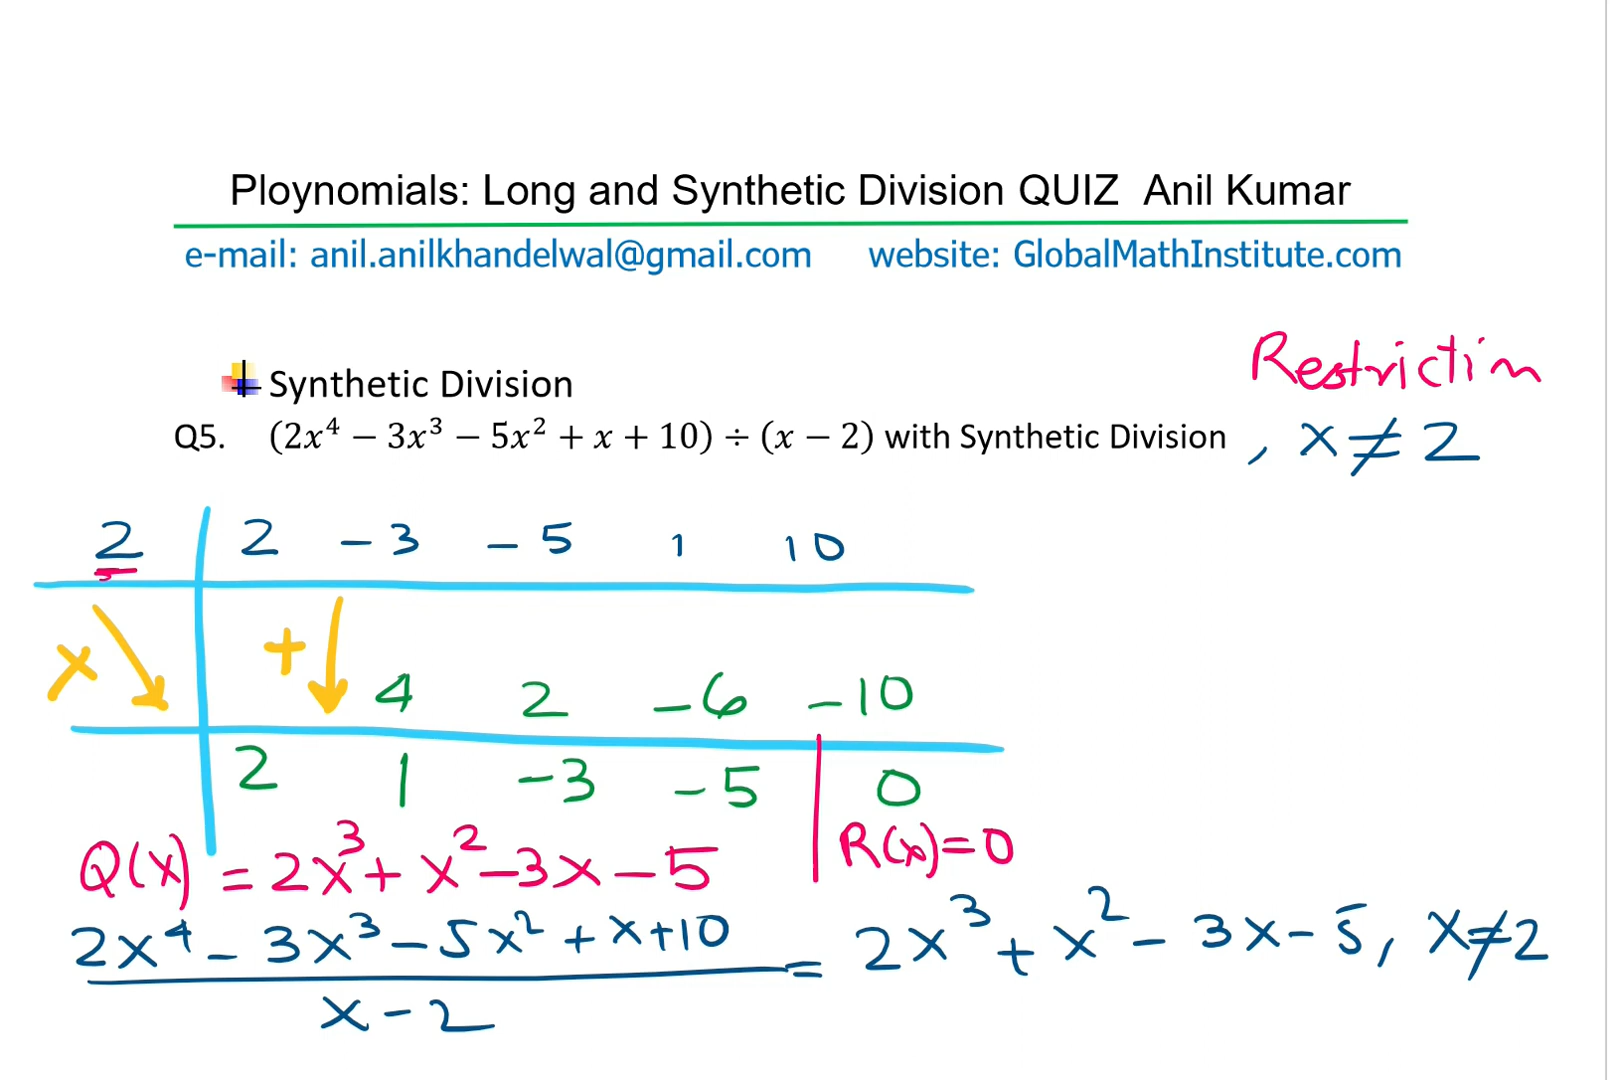 Ploynomials: Long and Synthetic Division QUIZ Anil Kumar
e-mail: anil.anilkhandelwal@gmail.com website: GlobalMathInstitute.com
Restriction
Synthetic Division
Q5. (2x⁴ − 3x³ − 5x² + x + 10) ÷ (x − 2) with Synthetic Division , x ≠ 2
2 2 -3 -5 1 10
x + 4 2 -6 -10
2 1 -3 -5 0
Q(x) = 2x³ + x² - 3x - 5 R(x) = 0
2x⁴ - 3x³ - 5x² + x + 10 = 2x³ + x² - 3x - 5, x ≠ 2
x - 2